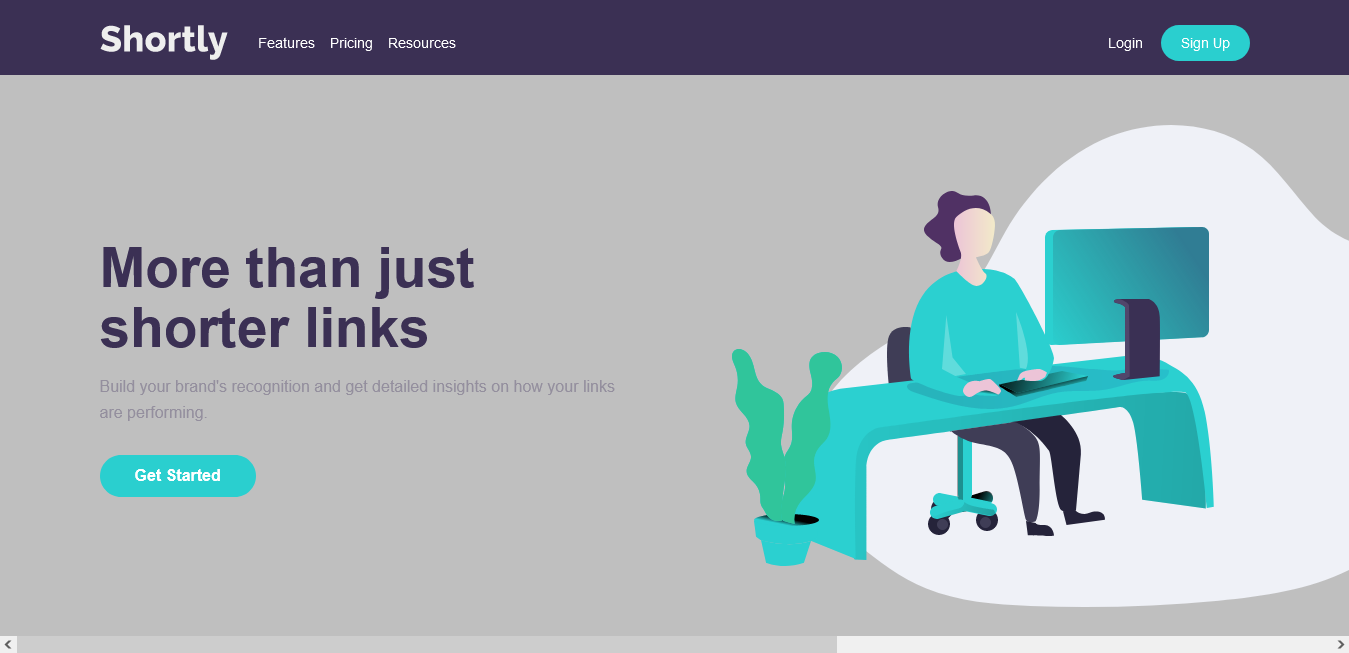 Shortly Features Pricing Resources Login Sign Up
More than just
shorter links
Build your brand's recognition and get detailed insights on how your links
are performing.
Get Started